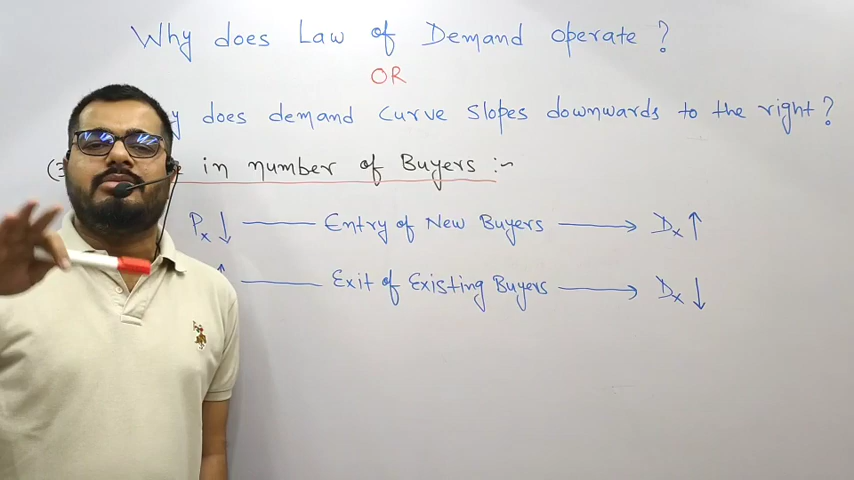 Why does Law of Demand operate ?
OR
does demand curve slopes downwards to the right ?
in number of Buyers :-
Px ↓ —— Entry of New Buyers ——> Dx ↑
↑ —— Exit of Existing Buyers ——> Dx ↓